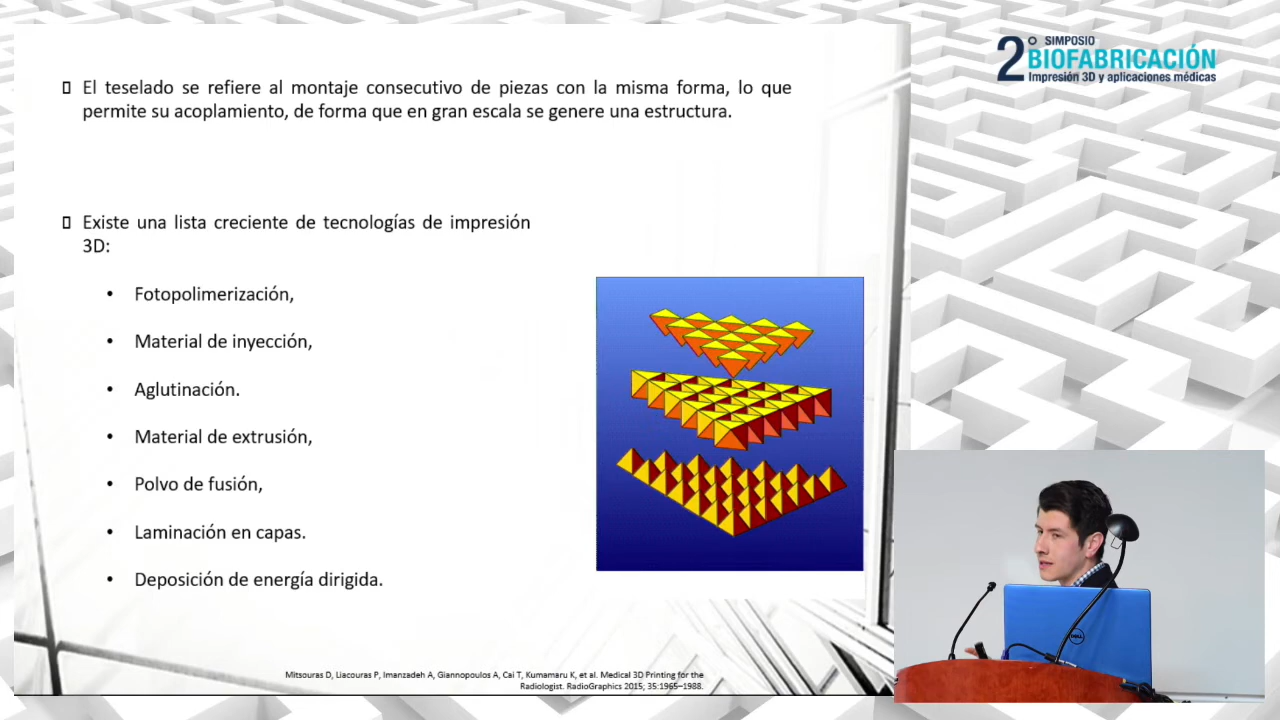 2° SIMPOSIO
BIOFABRICACIÓN
Impresión 3D y aplicaciones médicas
El teselado se refiere al montaje consecutivo de piezas con la misma forma, lo que
permite su acoplamiento, de forma que en gran escala se genere una estructura.
Existe una lista creciente de tecnologías de impresión
3D:
• Fotopolimerización,
• Material de inyección,
• Aglutinación.
• Material de extrusión,
• Polvo de fusión,
• Laminación en capas.
• Deposición de energía dirigida.
Mitsouras D, Liacouras P, Imanzadeh A, Giannopoulos A, Cai T, Kumamaru K, et al. Medical 3D Printing for the
Radiologist. RadioGraphics 2015; 35:1965–1988.
DELL